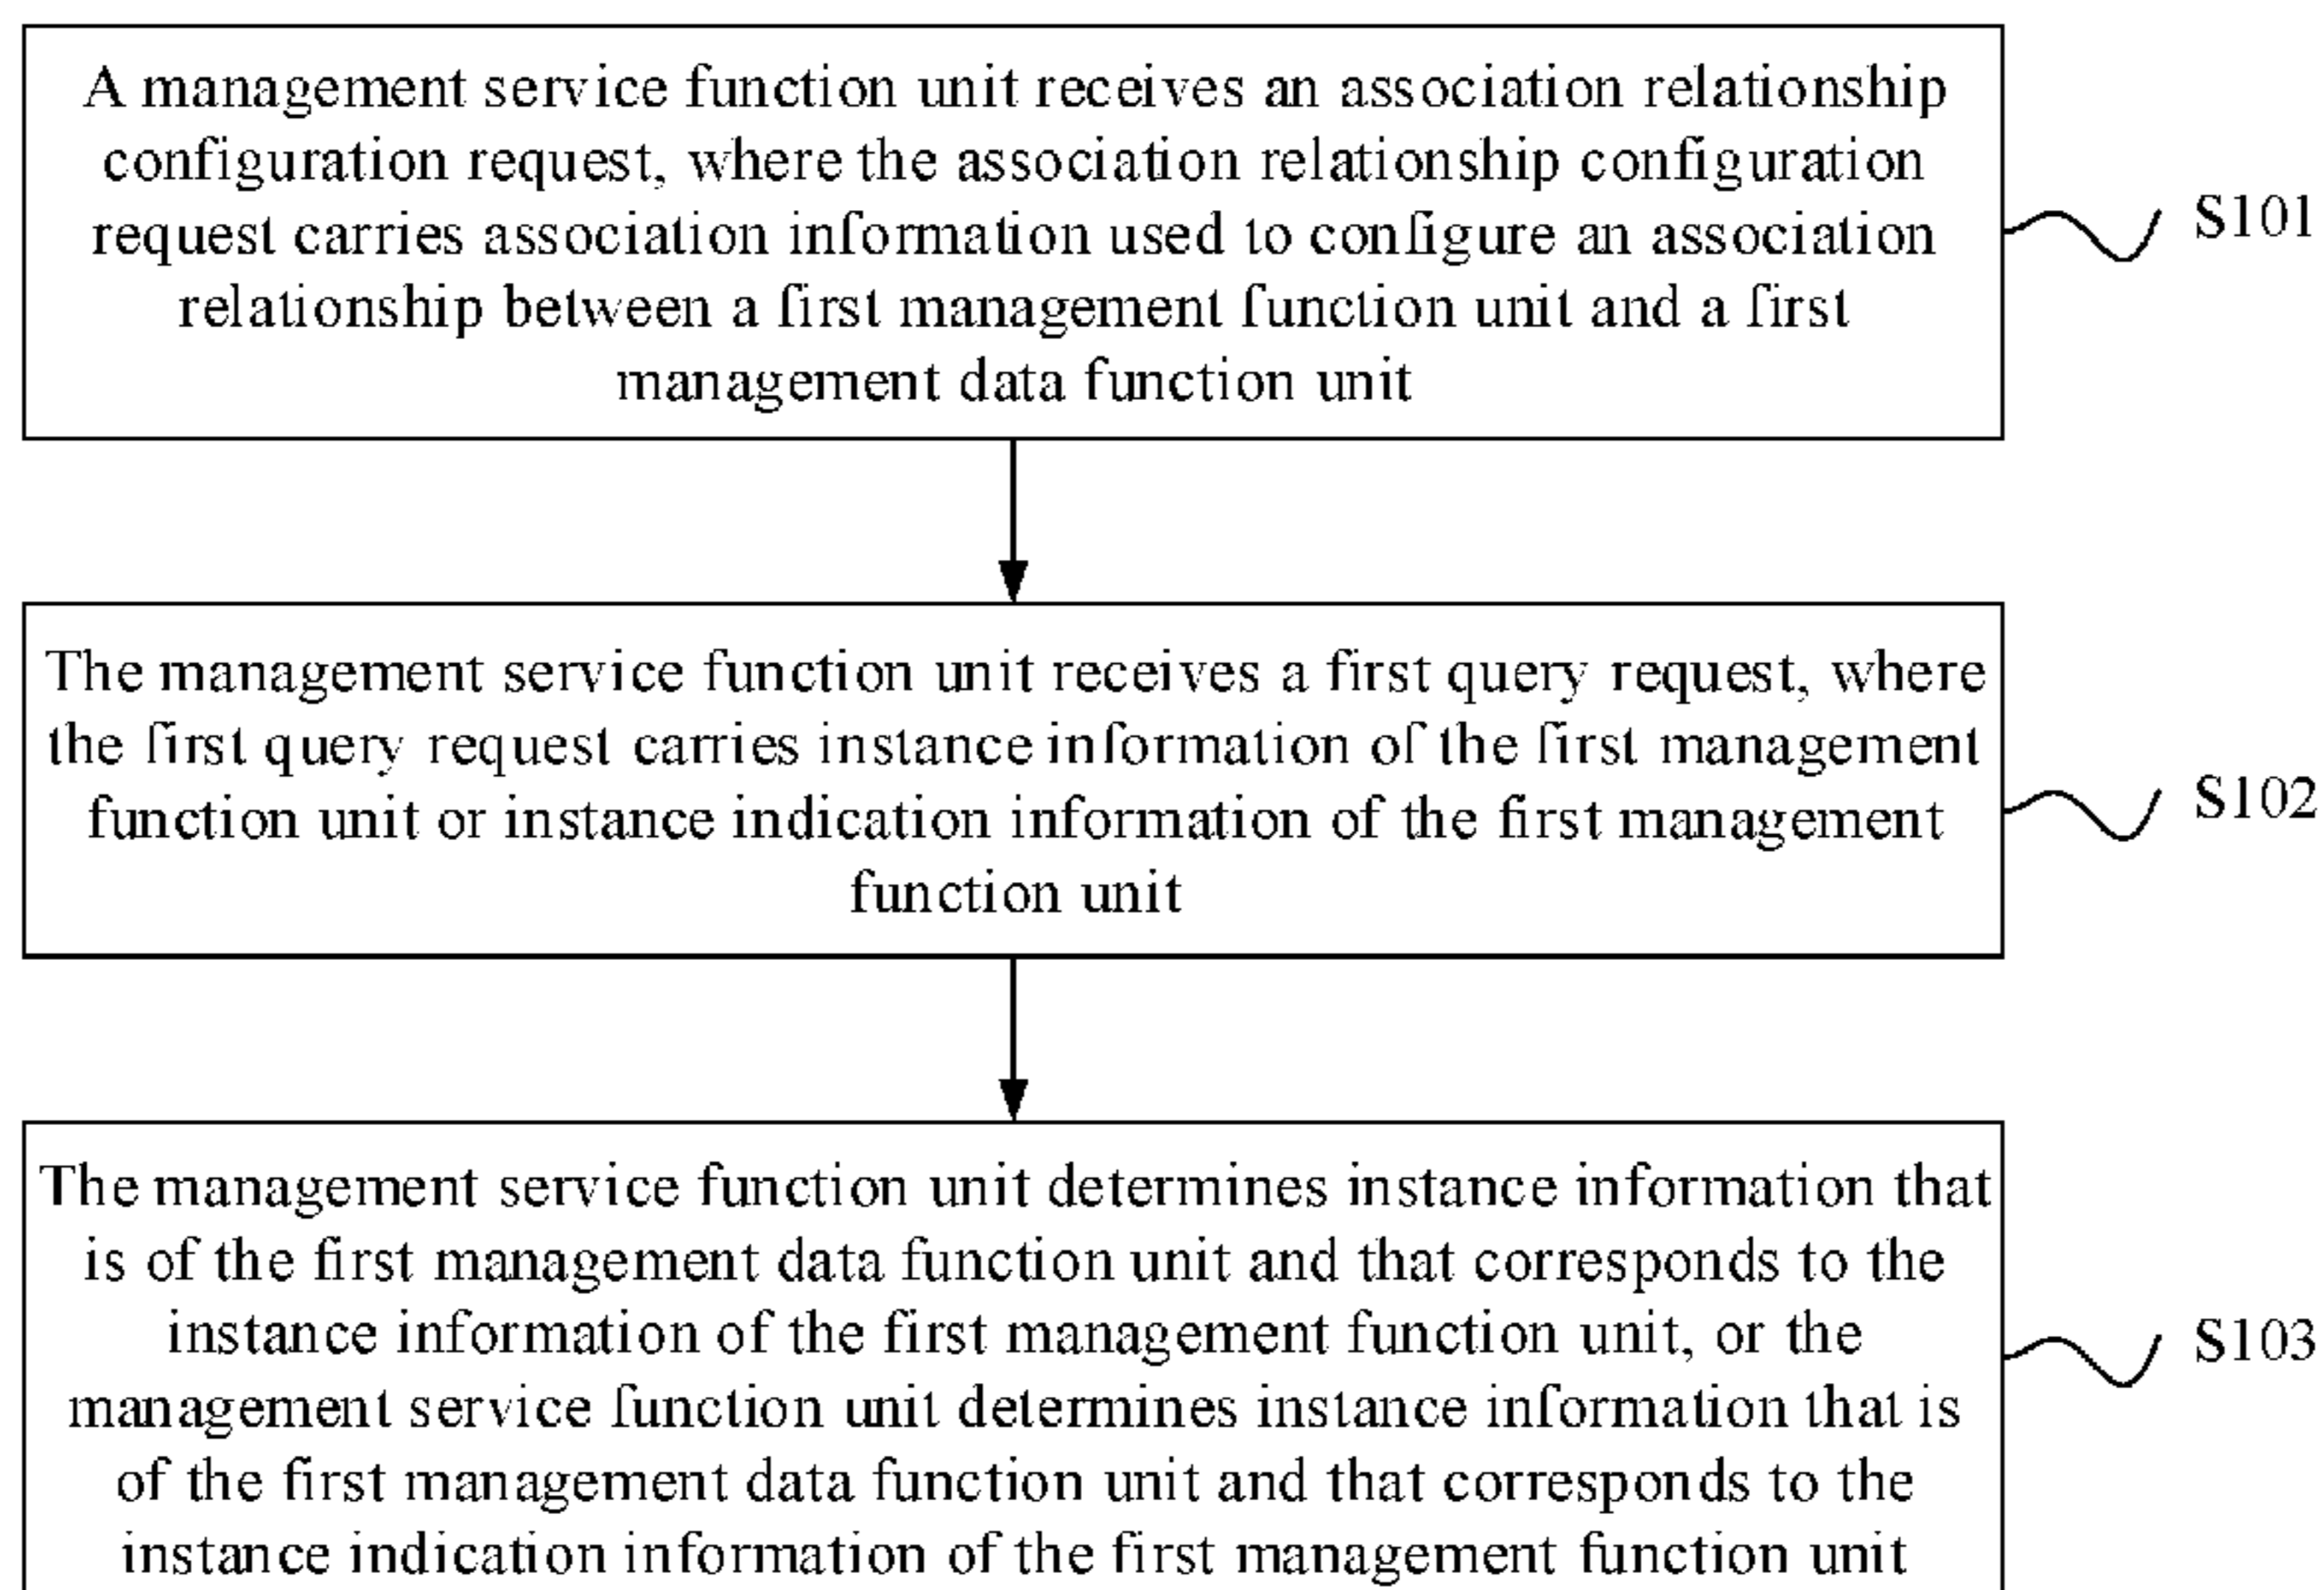 A management service function unit receives an association relationship
configuration request, where the association relationship configuration
request carries association information used to configure an association
relationship between a first management function unit and a first
management data function unit
S101
The management service function unit receives a first query request, where
the first query request carries instance information of the first management
function unit or instance indication information of the first management
function unit
S102
The management service function unit determines instance information that
is of the first management data function unit and that corresponds to the
instance information of the first management function unit, or the
management service function unit determines instance information that is
of the first management data function unit and that corresponds to the
instance indication information of the first management function unit
S103